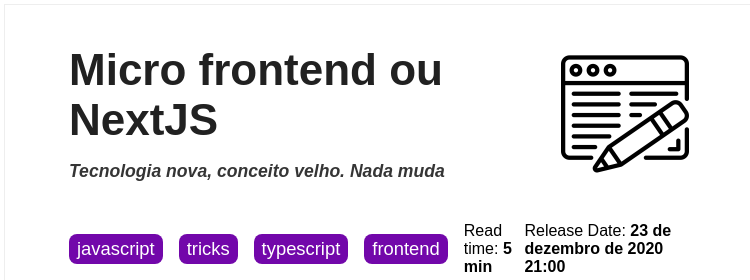 Micro frontend ou
NextJS
Tecnologia nova, conceito velho. Nada muda
javascript
tricks
typescript
frontend
Read
time: 5
min
Release Date: 23 de
dezembro de 2020
21:00